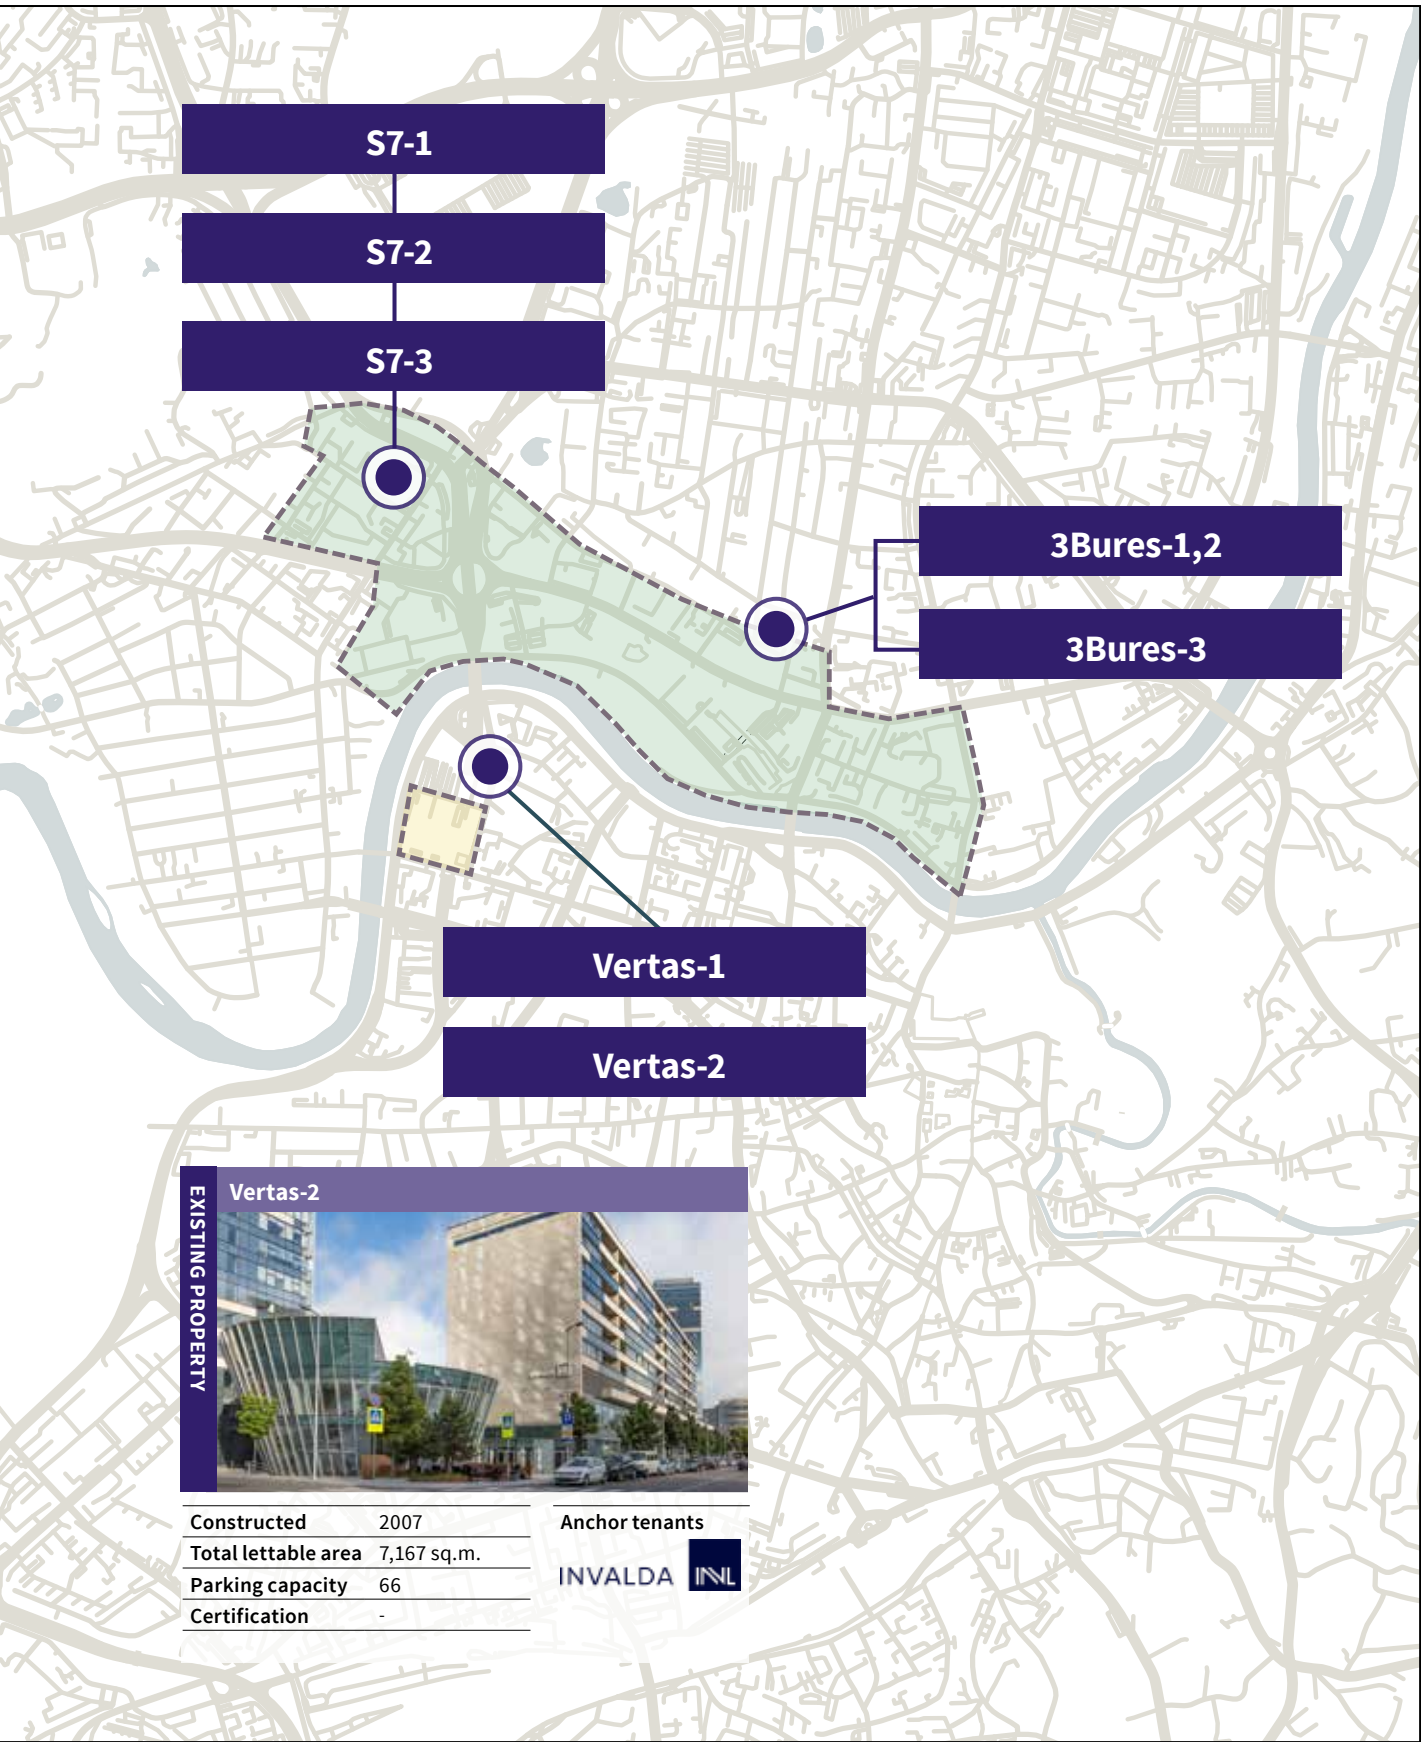 S7-1
S7-2
S7-3
3Bures-1,2
3Bures-3
Vertas-1
Vertas-2
EXISTING PROPERTY
Vertas-2
Constructed 2007
Total lettable area 7,167 sq.m.
Parking capacity 66
Certification -
Anchor tenants
INVALDA INVL